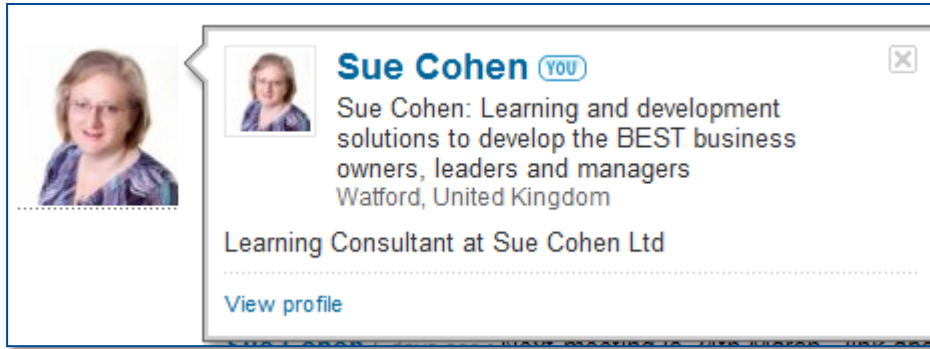 Sue Cohen YOU
Sue Cohen: Learning and development
solutions to develop the BEST business
owners, leaders and managers
Watford, United Kingdom
Learning Consultant at Sue Cohen Ltd
View profile